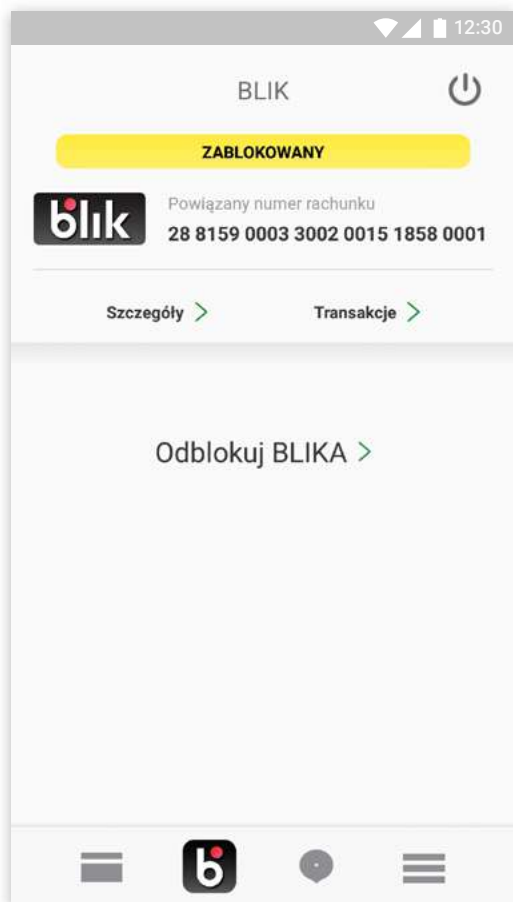 12:30
BLIK
ZABLOKOWANY
blik
Powiązany numer rachunku
28 8159 0003 3002 0015 1858 0001
Szczegóły
Transakcje
Odblokuj BLIKA
b